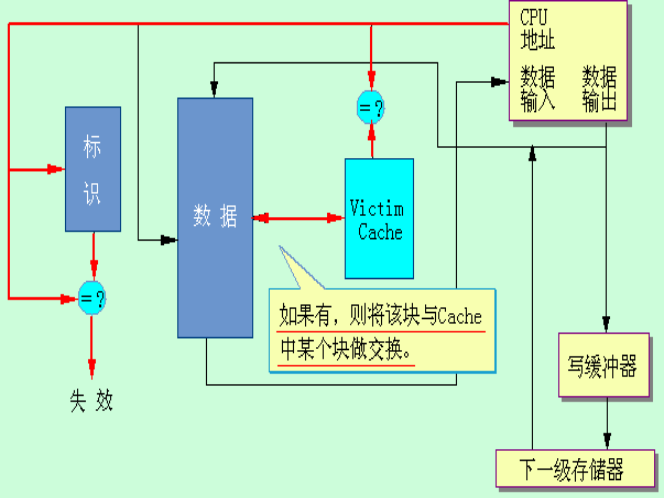 CPU
地址
数据 数据
输入 输出
=?
标
识
数 据
Victim
Cache
=?
如果有，则将该块与Cache
中某个块做交换。
写缓冲器
失 效
下一级存储器